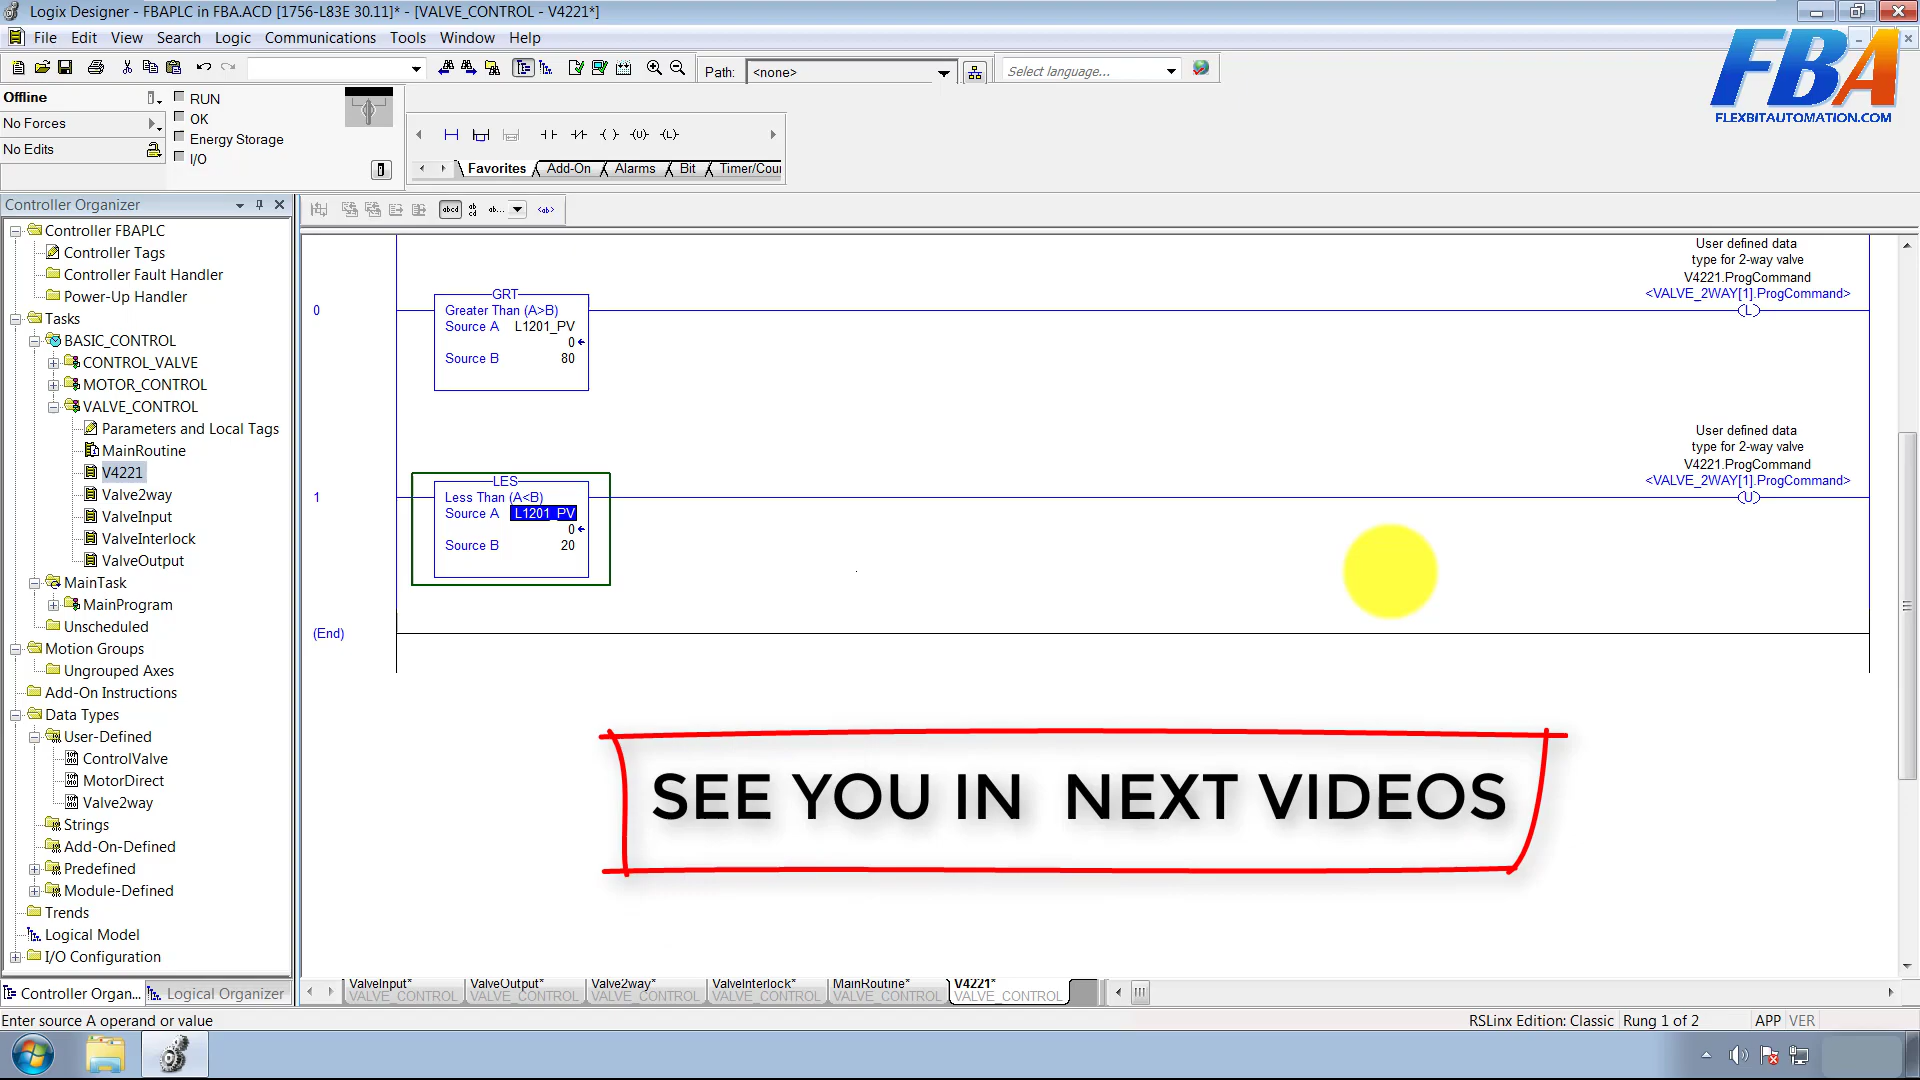 Logix Designer - FBAPLC in FBA.ACD [1756-L83E 30.11]* - [VALVE_CONTROL - V4221*]
File Edit View Search Logic Communications Tools Window Help
Path: <none>
Select language...
FBA
FLEXBITAUTOMATION.COM
Offline
RUN
No Forces
OK
No Edits
Energy Storage
I/O
Favorites Add-On Alarms Bit Timer/Cou
Controller Organizer
Controller FBAPLC
Controller Tags
Controller Fault Handler
Power-Up Handler
Tasks
BASIC_CONTROL
CONTROL_VALVE
MOTOR_CONTROL
VALVE_CONTROL
Parameters and Local Tags
MainRoutine
V4221
Valve2way
ValveInput
ValveInterlock
ValveOutput
MainTask
MainProgram
Unscheduled
Motion Groups
Ungrouped Axes
Add-On Instructions
Data Types
User-Defined
ControlValve
MotorDirect
Valve2way
Strings
Add-On-Defined
Predefined
Module-Defined
Trends
Logical Model
I/O Configuration
Controller Organ...
Logical Organizer
0
GRT
Greater Than (A>B)
Source A L1201_PV
0
Source B 80
User defined data
type for 2-way valve
V4221.ProgCommand
<VALVE_2WAY[1].ProgCommand>
L
1
LES
Less Than (A<B)
Source A L1201_PV
0
Source B 20
User defined data
type for 2-way valve
V4221.ProgCommand
<VALVE_2WAY[1].ProgCommand>
U
(End)
SEE YOU IN NEXT VIDEOS
ValveInput* ValveOutput* Valve2way* ValveInterlock* MainRoutine* V4221*
VALVE_CONTROL VALVE_CONTROL VALVE_CONTROL VALVE_CONTROL VALVE_CONTROL VALVE_CONTROL
Enter source A operand or value
RSLinx Edition: Classic Rung 1 of 2 APP VER